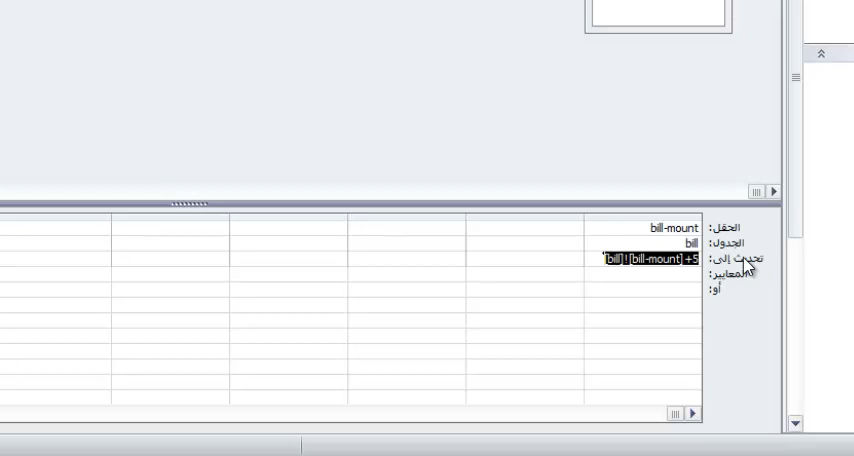 الحقل: bill-mount
الجدول: bill
تحديث إلى: [bill]![bill-mount] +5
المعايير:
أو: